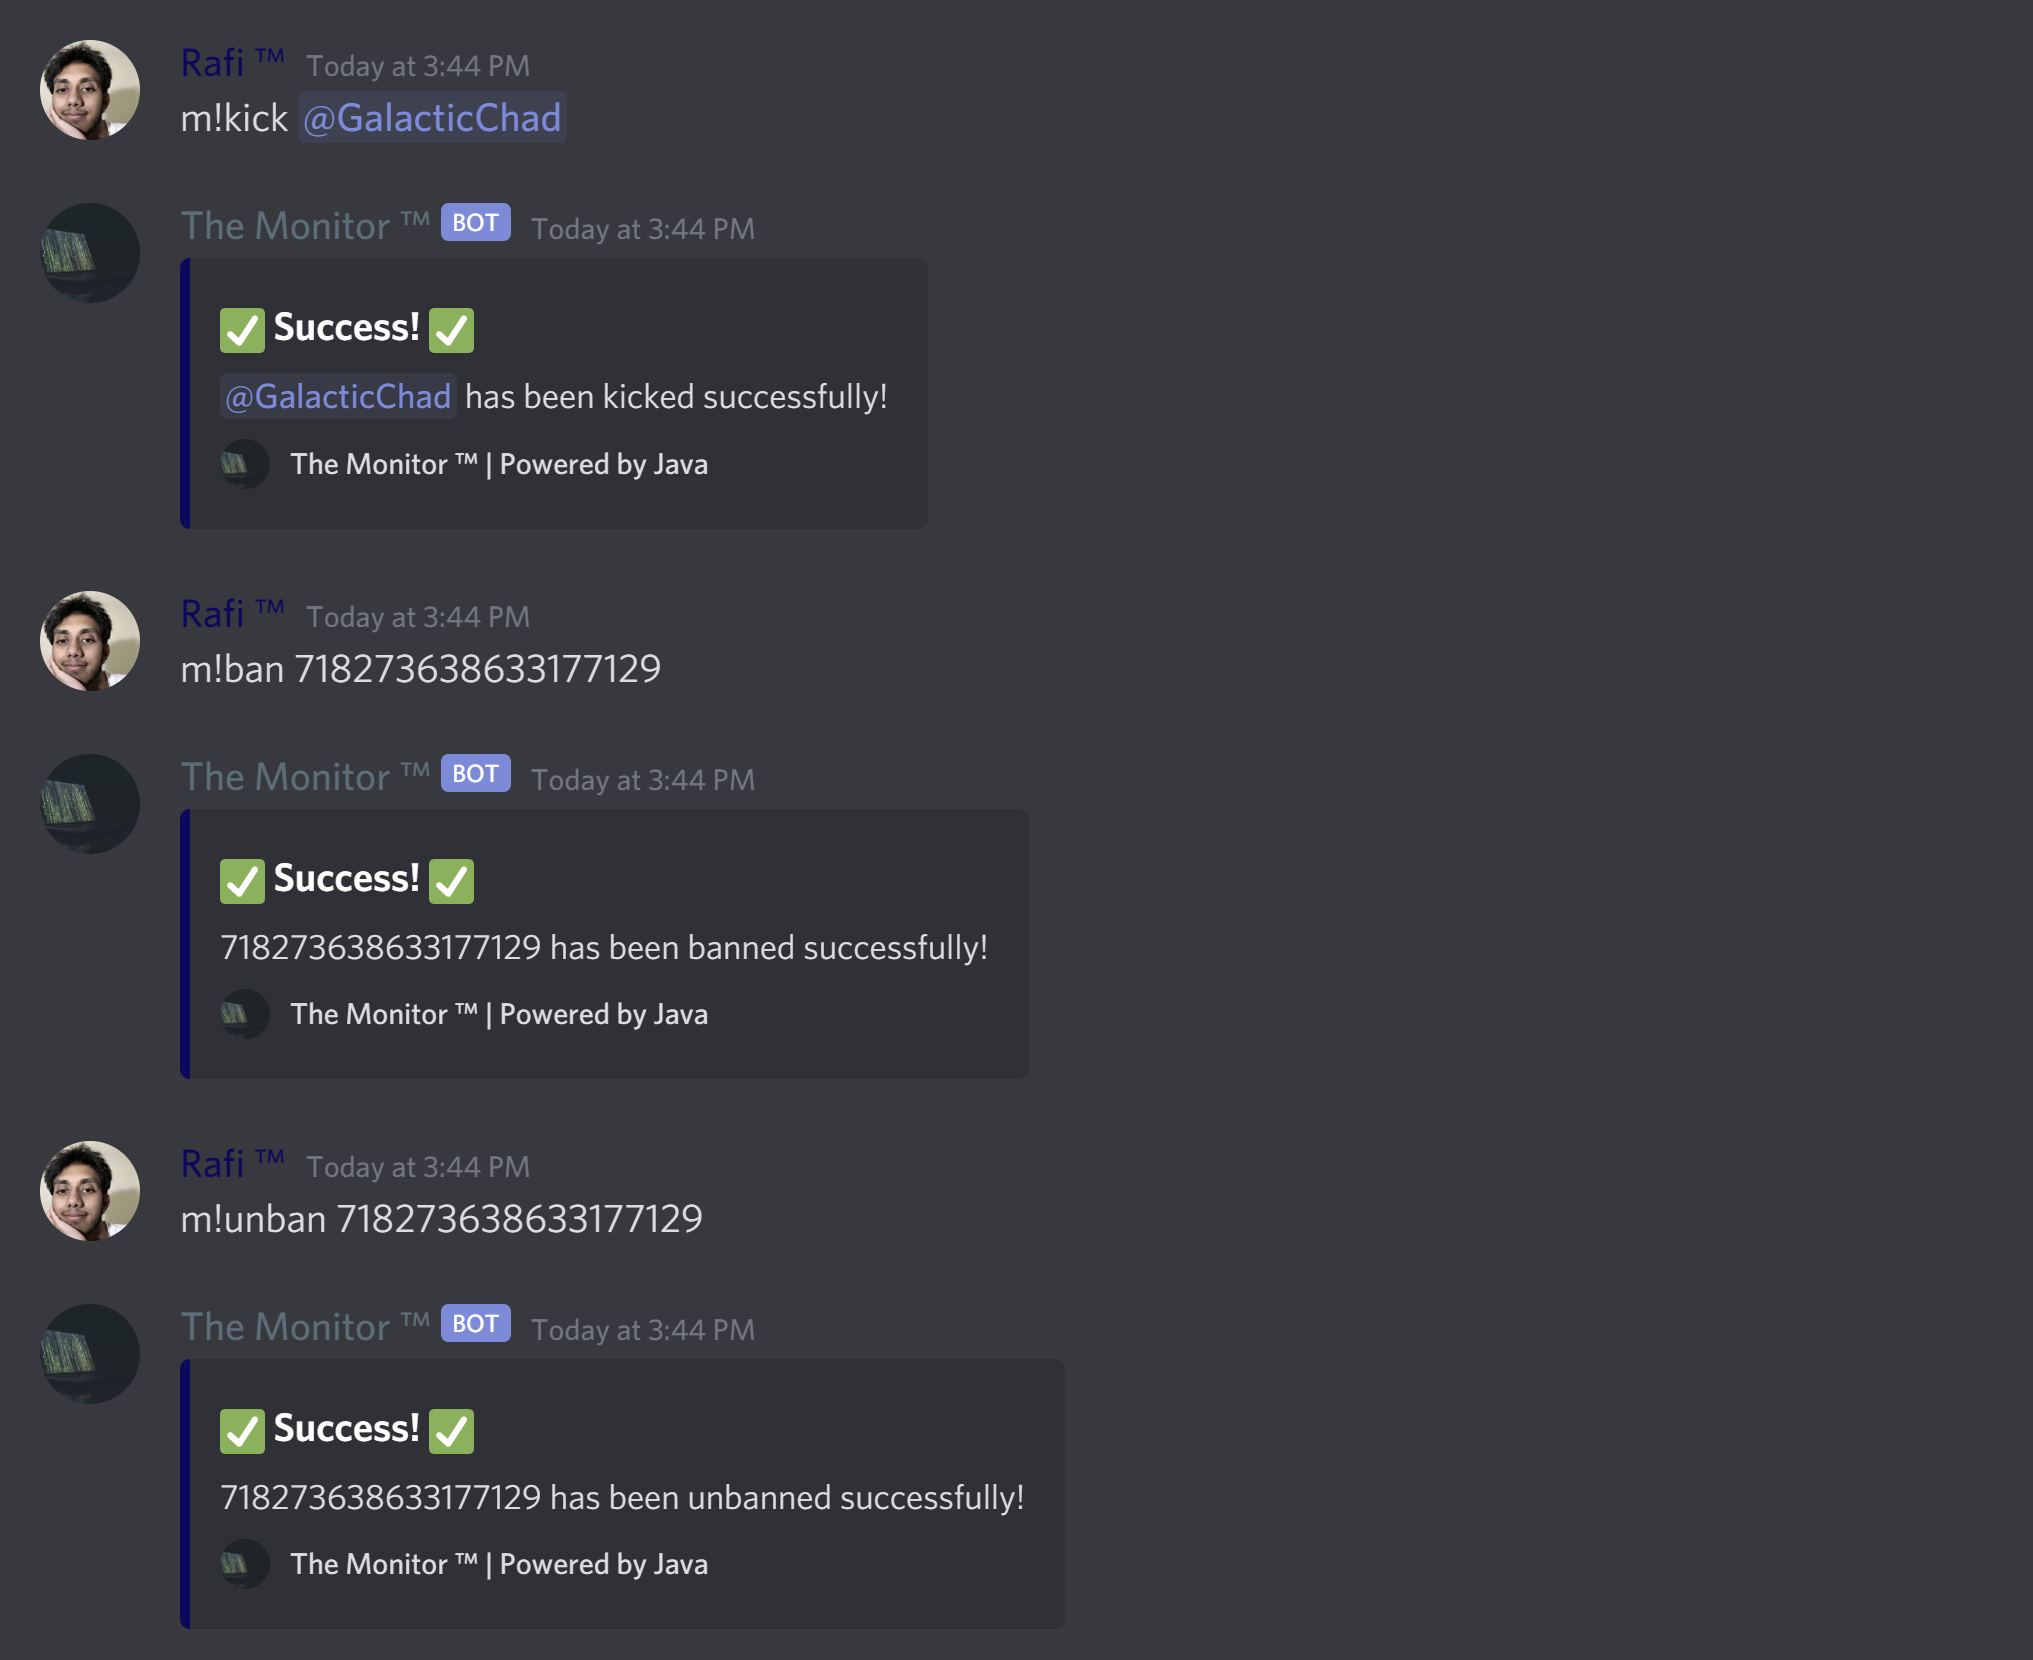 Rafi ™ Today at 3:44 PM
m!kick @GalacticChad
The Monitor ™ BOT Today at 3:44 PM
✅ Success! ✅
@GalacticChad has been kicked successfully!
The Monitor ™ | Powered by Java
Rafi ™ Today at 3:44 PM
m!ban 718273638633177129
The Monitor ™ BOT Today at 3:44 PM
✅ Success! ✅
718273638633177129 has been banned successfully!
The Monitor ™ | Powered by Java
Rafi ™ Today at 3:44 PM
m!unban 718273638633177129
The Monitor ™ BOT Today at 3:44 PM
✅ Success! ✅
718273638633177129 has been unbanned successfully!
The Monitor ™ | Powered by Java